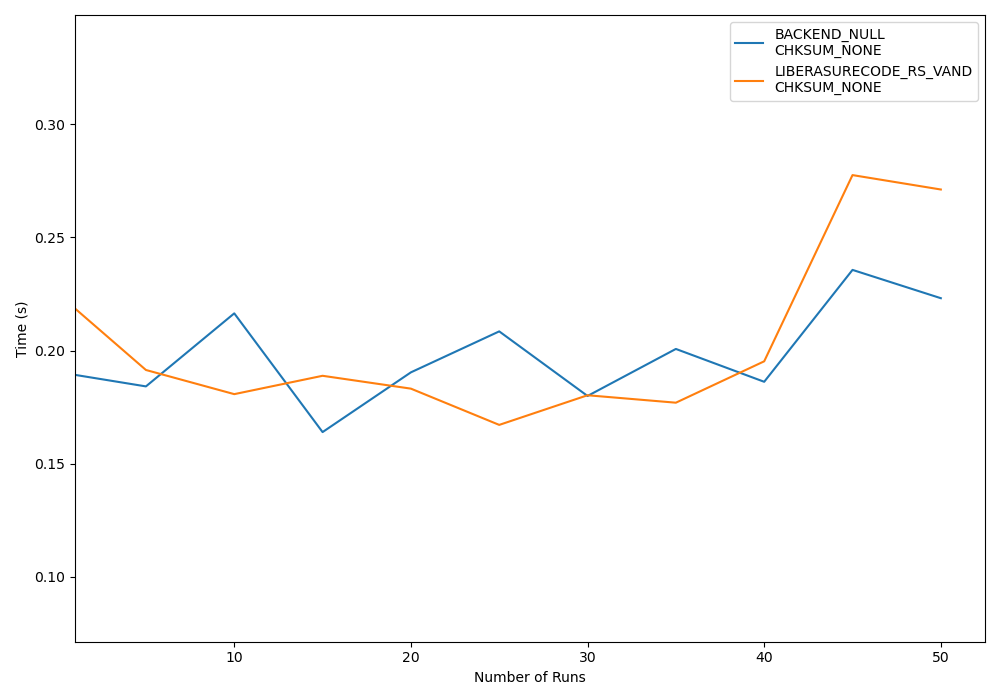 BACKEND_NULL
CHKSUM_NONE
LIBERASURECODE_RS_VAND
CHKSUM_NONE
0.30
0.25
0.20
0.15
0.10
Time (s)
10
20
30
40
50
Number of Runs